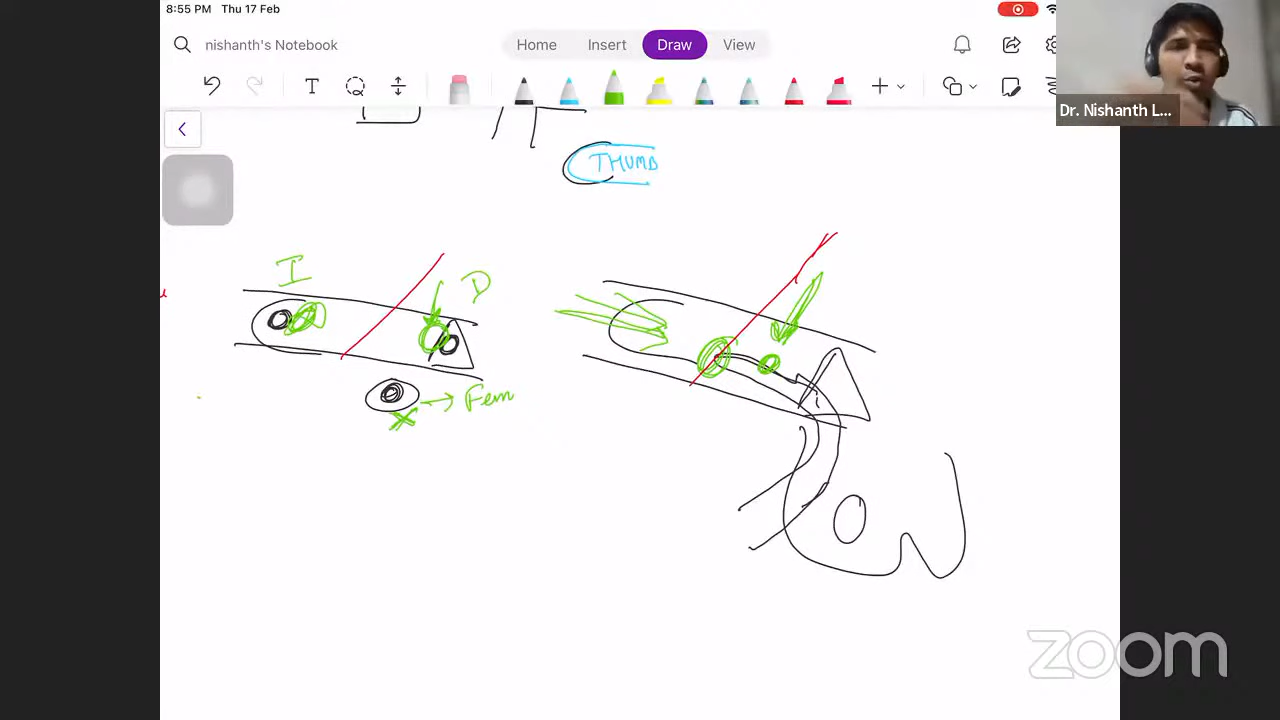 8:55 PM Thu 17 Feb
nishanth's Notebook
Home Insert Draw View
Dr. Nishanth L...
THUMB
I
D
Fem
zoom